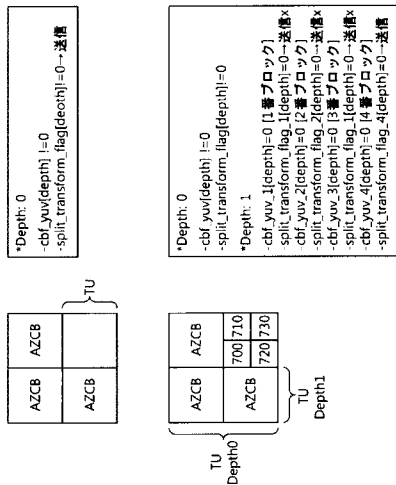 AZCB
AZCB
AZCB
TU
*Depth: 0
-cbf_yuv[depth] !=0
-split_transform_flag[deoth]!=0→送信
AZCB
AZCB
AZCB
700 710
720 730
TU
Depth0
TU
Depth1
*Depth: 0
-cbf_yuv[depth] !=0
-split_transform_flag[depth]!=0
*Depth: 1
-cbf_yuv_1[depth]=0 [1番ブロック]
-split_transform_flag_1[depth]=0→送信x
-cbf_yuv_2[depth]=0 [2番ブロック]
-split_transform_flag_2[depth]=0→送信x
-cbf_yuv_3[depth]=0 [3番ブロック]
-split_transform_flag_1[depth]=0→送信x
-cbf_yuv_4[depth]!=0 [4番ブロック]
-split_transform_flag_4[depth]=0→送信